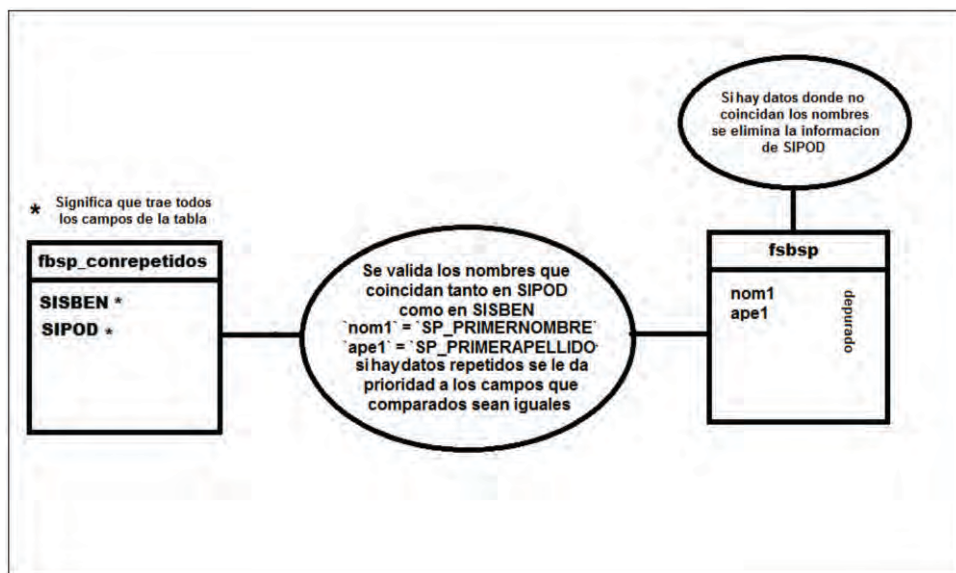 Si hay datos donde no
coincidan los nombres
se elimina la informacion
de SIPOD
* Significa que trae todos
los campos de la tabla
fbsp_conrepetidos
SISBEN *
SIPOD *
Se valida los nombres que
coincidan tanto en SIPOD
como en SISBEN
`nom1` = `SP_PRIMERNOMBRE`
`ape1` = `SP_PRIMERAPELLIDO`
si hay datos repetidos se le da
prioridad a los campos que
comparados sean iguales
fsbsp
nom1
ape1
depurado